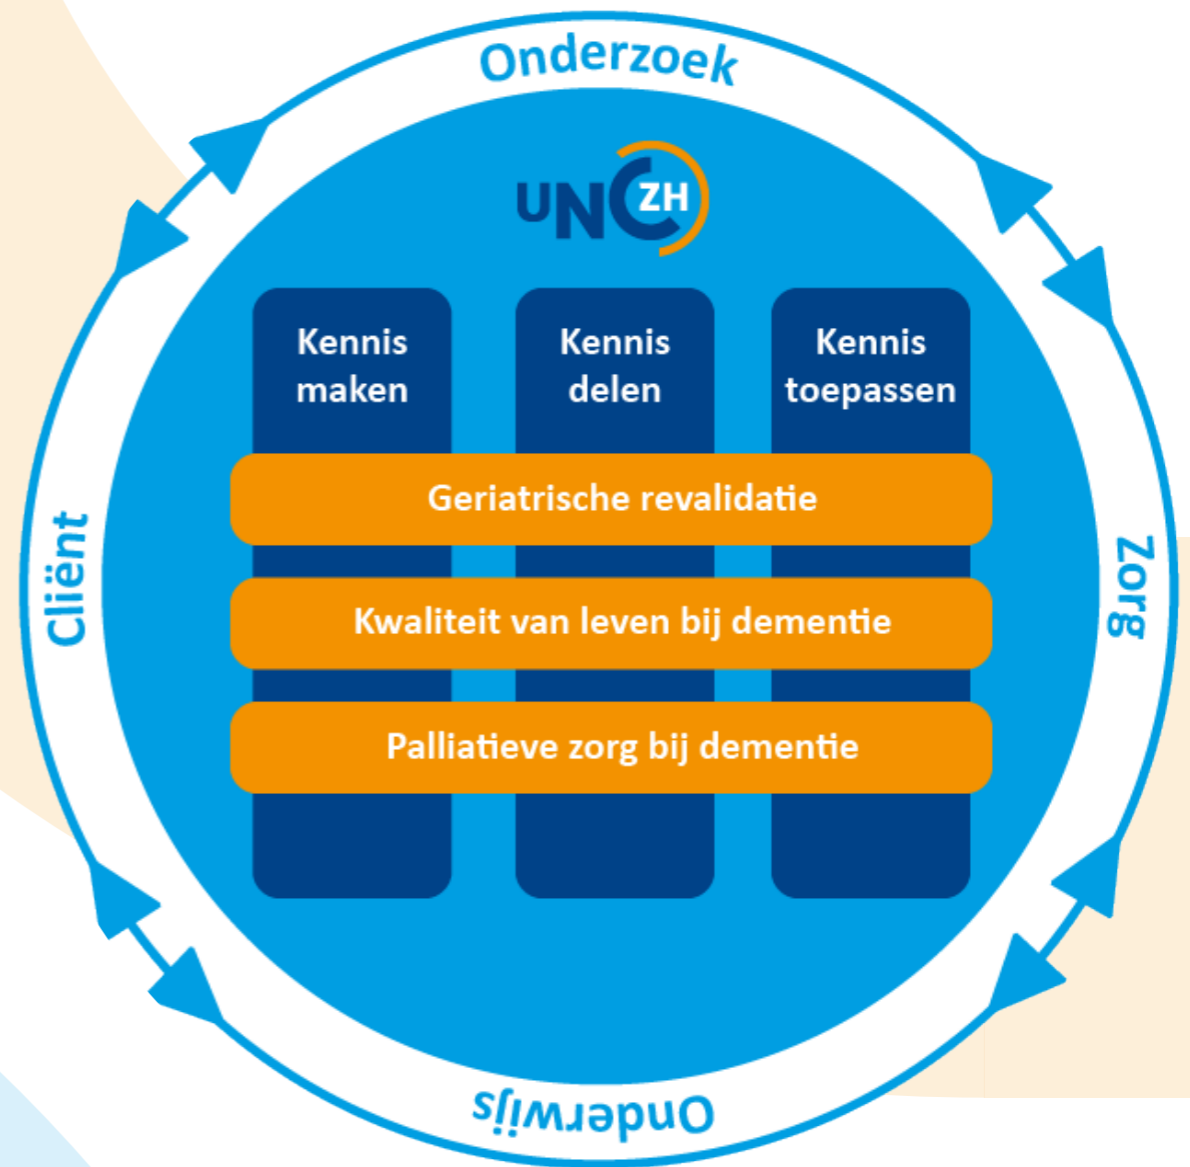 Onderzoek
UNC ZH
Kennis
maken
Kennis
delen
Kennis
toepassen
Geriatrische revalidatie
Kwaliteit van leven bij dementie
Palliatieve zorg bij dementie
Cliënt
Zorg
Onderwijs